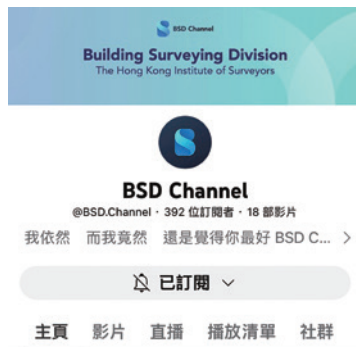 BSD Channel
Building Surveying Division
The Hong Kong Institute of Surveyors
BSD Channel
@BSD.Channel · 392 位訂閱者 · 18 部影片
我依然 而我竟然 還是覺得你最好 BSD C...
已訂閱
主頁 影片 直播 播放清單 社群